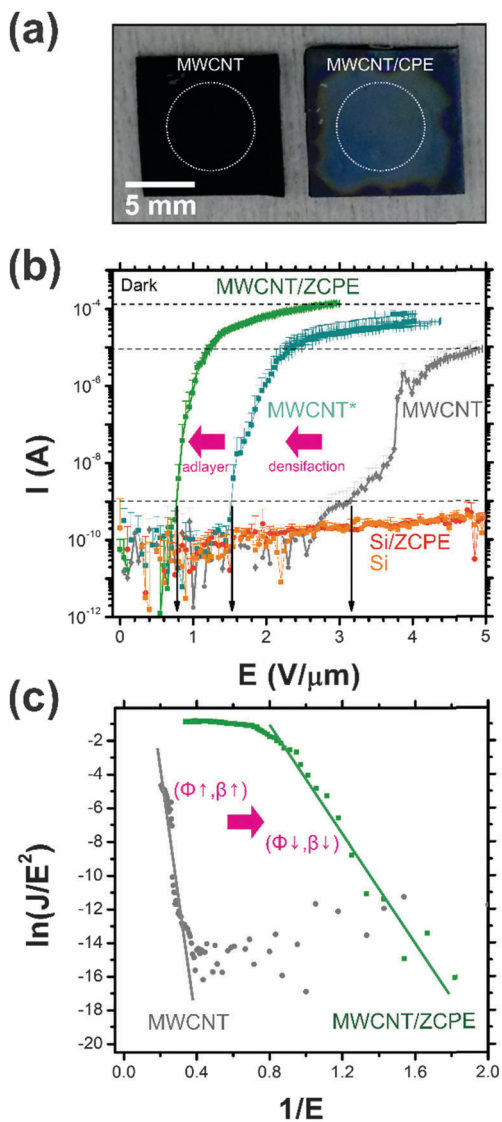 (a)
MWCNT
MWCNT/CPE
5 mm
(b)
Dark
MWCNT/ZCPE
MWCNT*
MWCNT
adlayer
densifaction
Si/ZCPE
Si
10⁻⁴
10⁻⁶
10⁻⁸
10⁻¹⁰
10⁻¹²
I (A)
0
1
2
3
4
5
E (V/μm)
(c)
-2
-4
-6
-8
-10
-12
-14
-16
-18
-20
ln(J/E²)
(Φ↑,β↑)
(Φ↓,β↓)
MWCNT
MWCNT/ZCPE
0.0
0.4
0.8
1.2
1.6
2.0
1/E